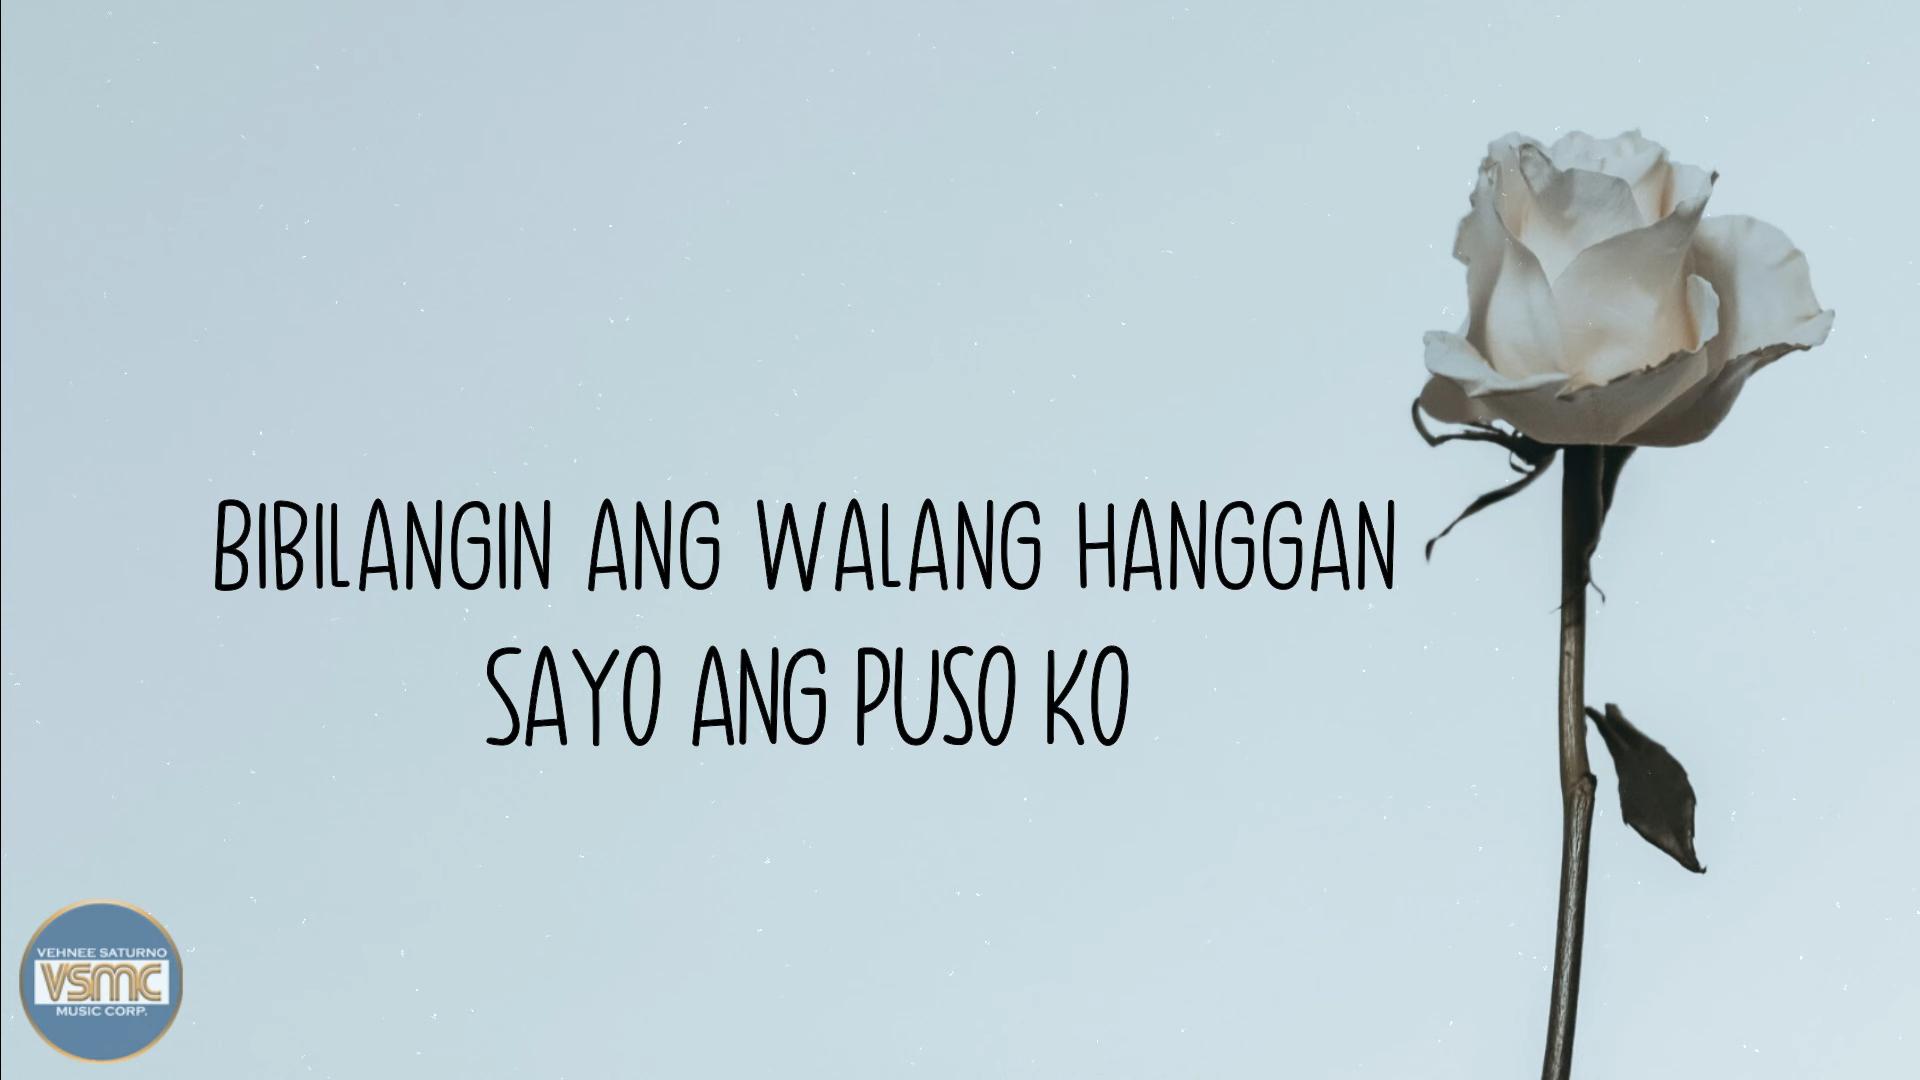 BIBILANGIN ANG WALANG HANGGAN
SAYO ANG PUSO KO
VEHNEE SATURNO
VSMC
MUSIC CORP.